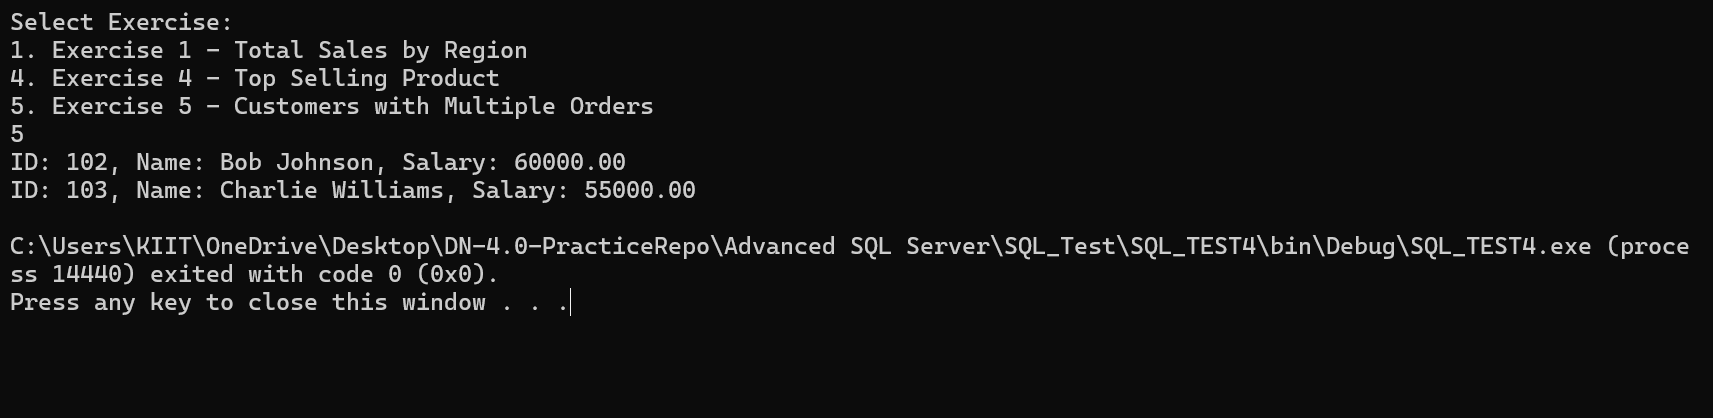 Select Exercise:
1. Exercise 1 - Total Sales by Region
4. Exercise 4 - Top Selling Product
5. Exercise 5 - Customers with Multiple Orders
5
ID: 102, Name: Bob Johnson, Salary: 60000.00
ID: 103, Name: Charlie Williams, Salary: 55000.00
C:\Users\KIIT\OneDrive\Desktop\DN-4.0-PracticeRepo\Advanced SQL Server\SQL_Test\SQL_TEST4\bin\Debug\SQL_TEST4.exe (proce
ss 14440) exited with code 0 (0x0).
Press any key to close this window . . .